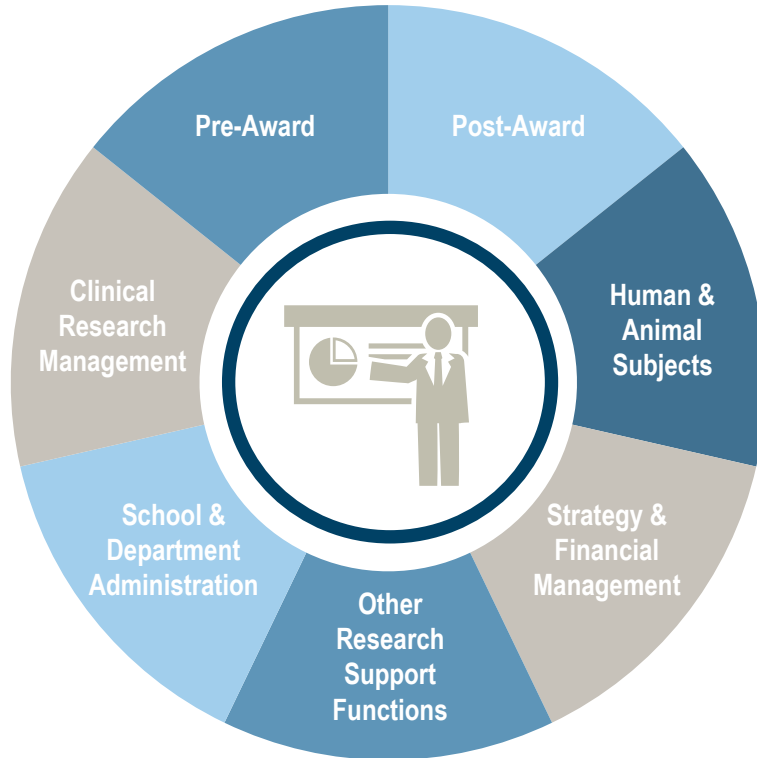 Pre-Award
Post-Award
Human &
Animal
Subjects
Strategy &
Financial
Management
Other
Research
Support
Functions
School &
Department
Administration
Clinical
Research
Management